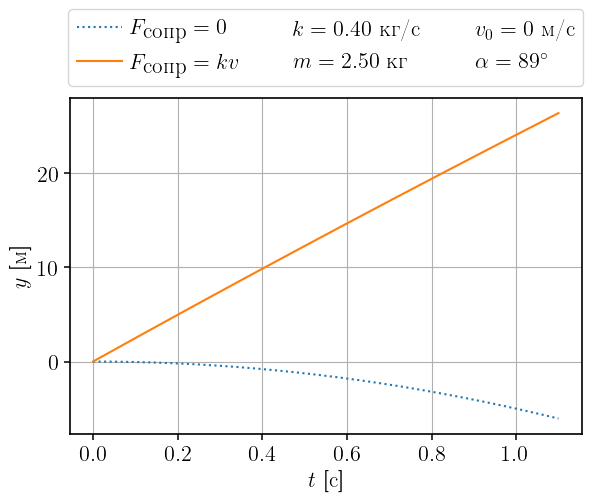 F_сопр = 0 k = 0.40 кг/с v_0 = 0 м/с
F_сопр = kv m = 2.50 кг α = 89°
20
10
0
y [м]
0.0 0.2 0.4 0.6 0.8 1.0
t [с]